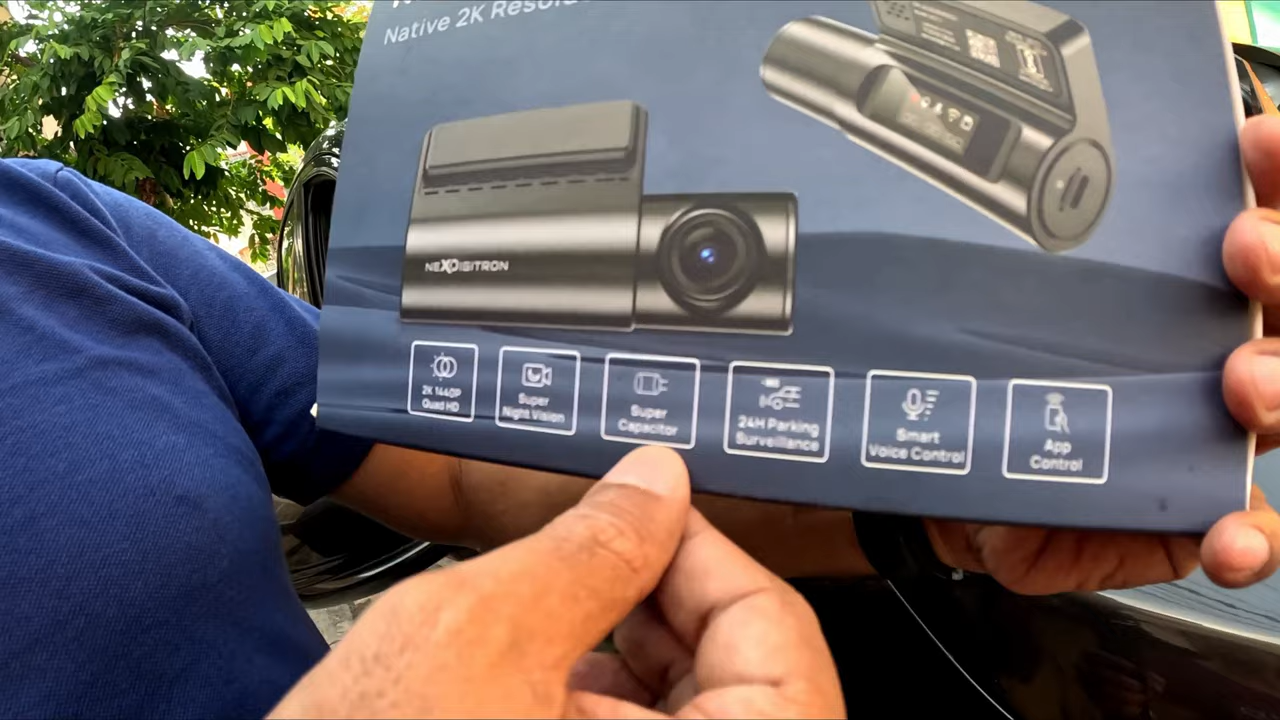 Native 2K
NEXDIGITRON
2K 1440P
Quad HD
Super
Night Vision
Super
Capacitor
24H Parking
Surveillance
Smart
Voice Control
App
Control